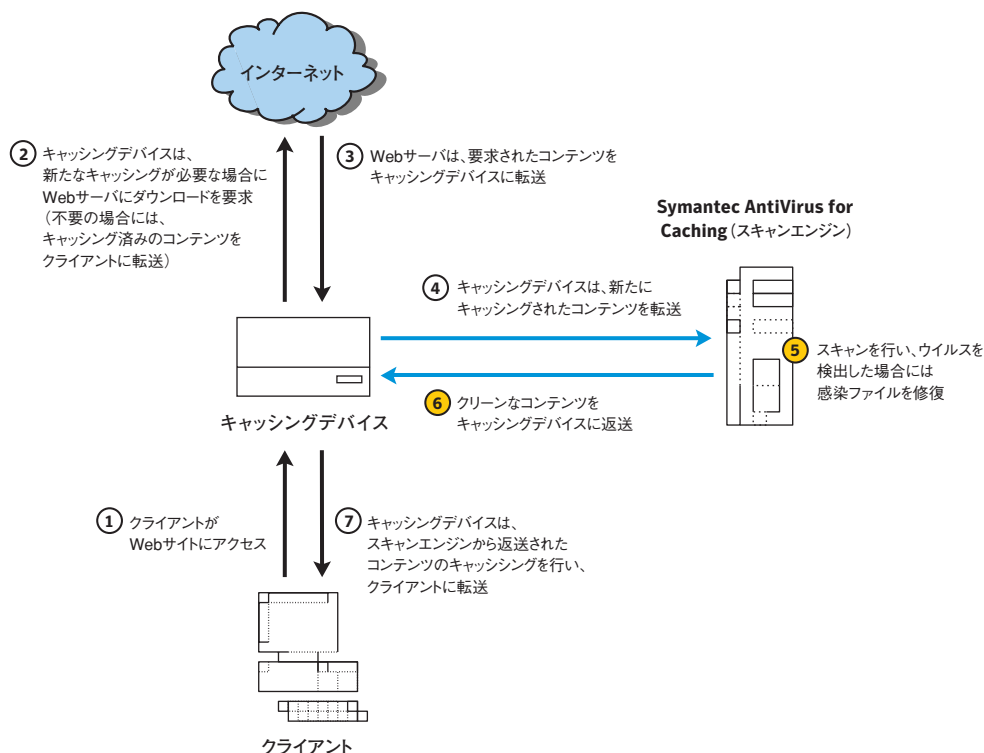 インターネット
② キャッシングデバイスは、
新たなキャッシングが必要な場合に
Webサーバにダウンロードを要求
（不要の場合には、
キャッシング済みのコンテンツを
クライアントに転送）
③ Webサーバは、要求されたコンテンツを
キャッシングデバイスに転送
Symantec AntiVirus for
Caching（スキャンエンジン）
④ キャッシングデバイスは、新たに
キャッシングされたコンテンツを転送
⑤ スキャンを行い、ウイルスを
検出した場合には
感染ファイルを修復
⑥ クリーンなコンテンツを
キャッシングデバイスに返送
キャッシングデバイス
① クライアントが
Webサイトにアクセス
⑦ キャッシングデバイスは、
スキャンエンジンから返送された
コンテンツのキャッシシングを行い、
クライアントに転送
クライアント